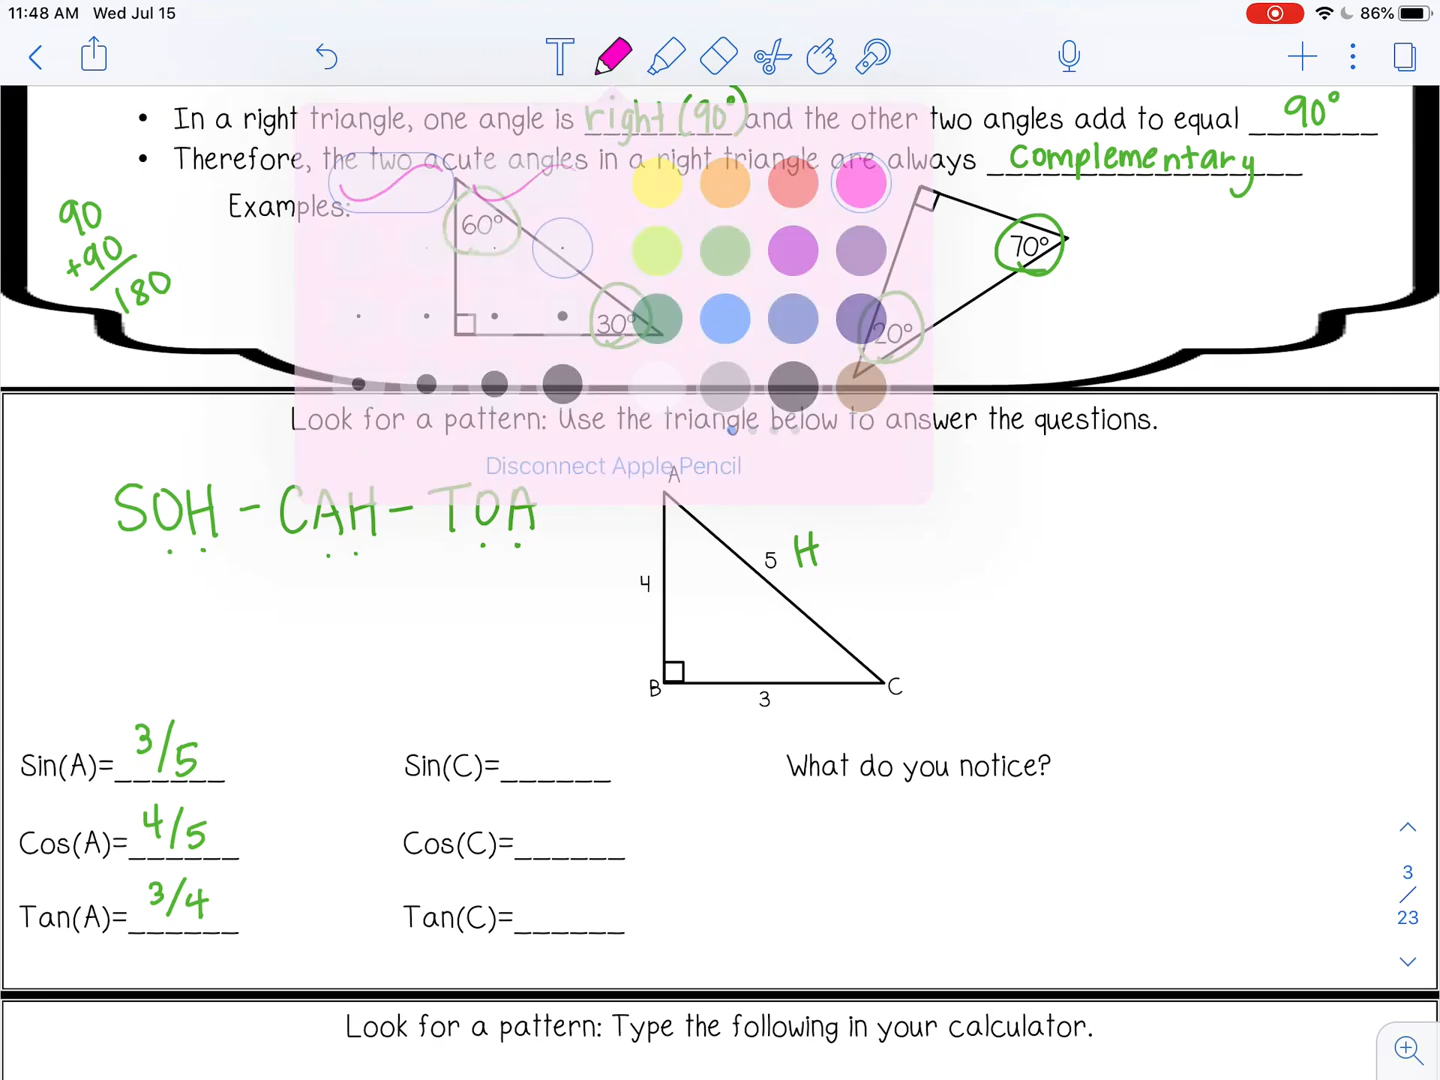 11:48 AM Wed Jul 15
86%
T
• In a right triangle, one angle is right (90°) and the other two angles add to equal 90°
• Therefore, the two acute angles in a right triangle are always Complementary
Examples:
90
+90
180
60°
30°
70°
20°
Look for a pattern: Use the triangle below to answer the questions.
Disconnect Apple Pencil
SOH - CAH - TOA
A
5 H
4
B
C
3
Sin(A)= 3/5
Sin(C)=______
What do you notice?
Cos(A)= 4/5
Cos(C)=______
Tan(A)= 3/4
Tan(C)=______
3
/
23
Look for a pattern: Type the following in your calculator.